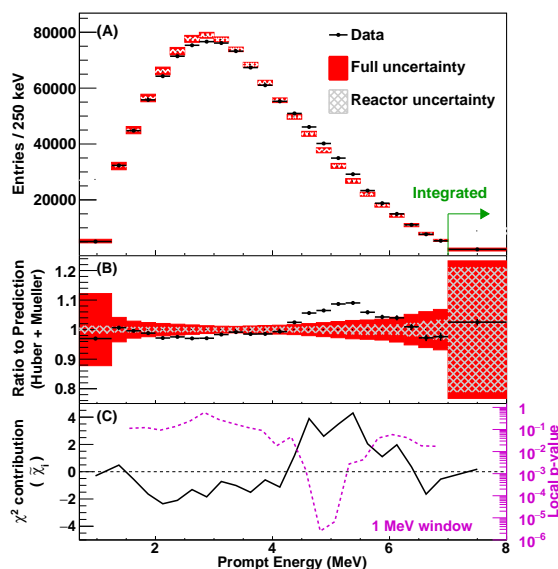 (A)
Data
Full uncertainty
Reactor uncertainty
Integrated
Entries / 250 keV
80000
60000
40000
20000
(B)
Ratio to Prediction
(Huber + Mueller)
1.2
1.1
1
0.9
0.8
(C)
χ² contribution
( χ̃ᵢ )
4
2
0
−2
−4
1
10⁻¹
10⁻²
10⁻³
10⁻⁴
10⁻⁵
10⁻⁶
Local p-value
1 MeV window
2 4 6 8
Prompt Energy (MeV)